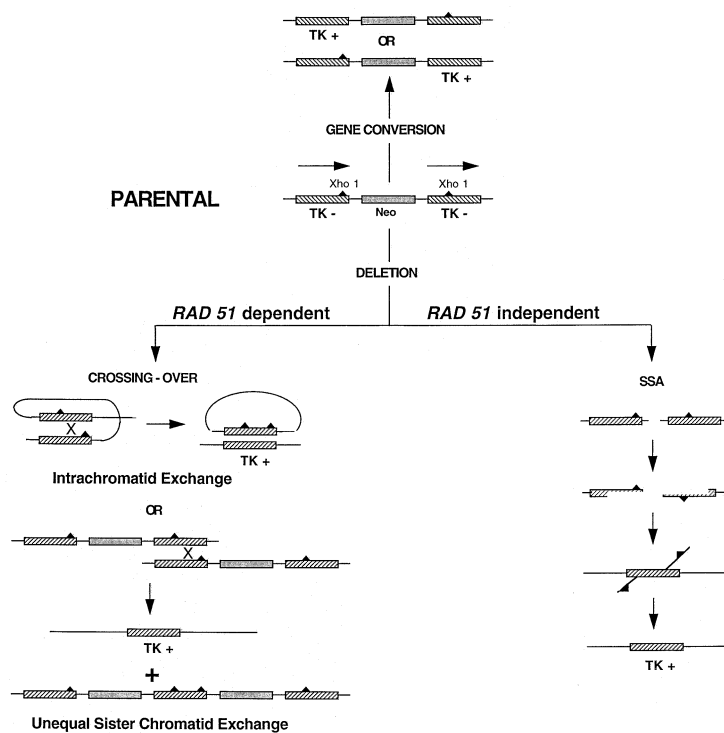 TK + OR
TK +
GENE CONVERSION
PARENTAL
Xho 1 Xho 1
TK - Neo TK -
DELETION
RAD 51 dependent RAD 51 independent
CROSSING - OVER SSA
X
TK +
Intrachromatid Exchange
OR
X
TK +
+
Unequal Sister Chromatid Exchange
TK +